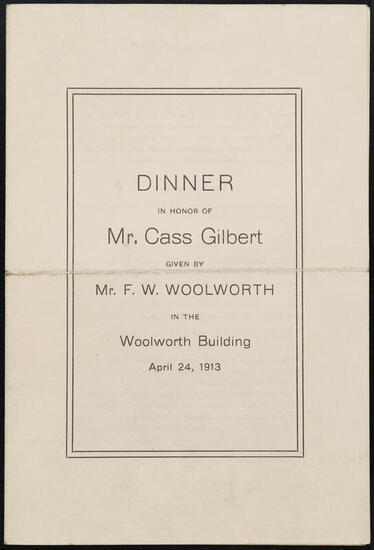 DINNER
IN HONOR OF
Mr. Cass Gilbert
GIVEN BY
Mr. F. W. WOOLWORTH
IN THE
Woolworth Building
April 24, 1913